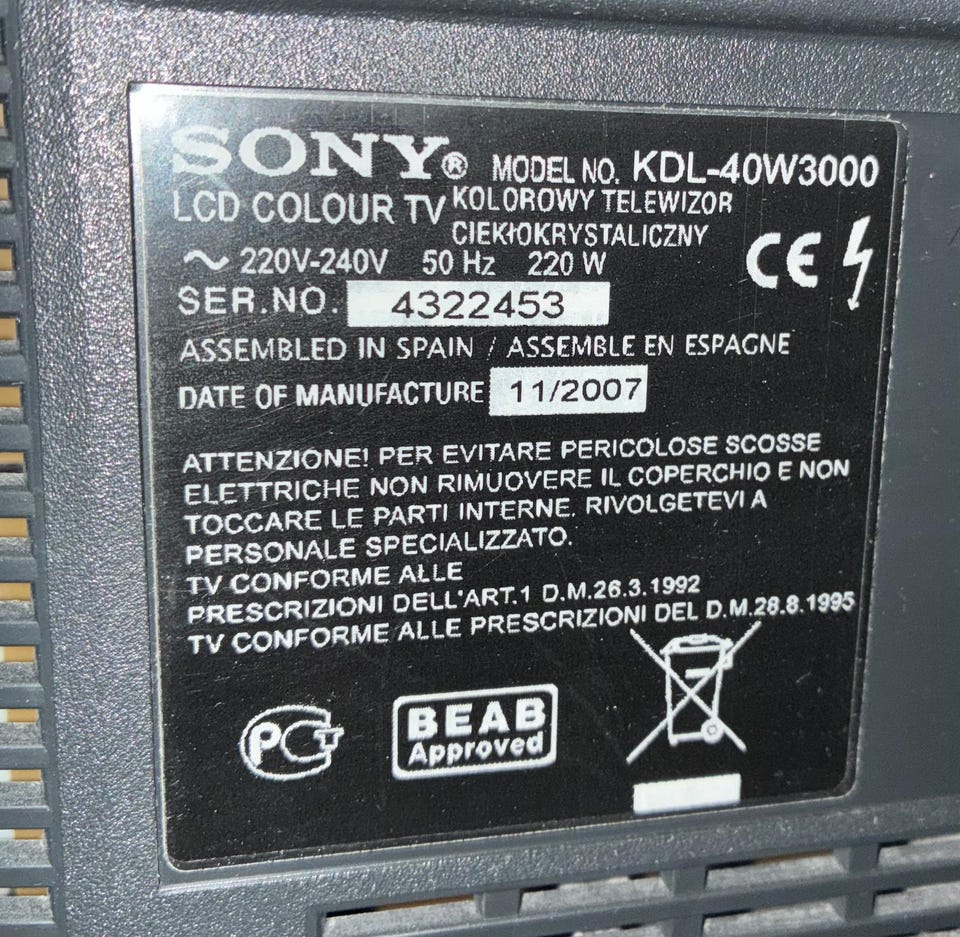 SONY® MODEL NO. KDL-40W3000
LCD COLOUR TV KOLOROWY TELEWIZOR
CIEKŁOKRYSTALICZNY
~ 220V-240V 50 Hz 220 W
CE
SER.NO. 4322453
ASSEMBLED IN SPAIN / ASSEMBLE EN ESPAGNE
DATE OF MANUFACTURE 11/2007
ATTENZIONE! PER EVITARE PERICOLOSE SCOSSE
ELETTRICHE NON RIMUOVERE IL COPERCHIO E NON
TOCCARE LE PARTI INTERNE. RIVOLGETEVI A
PERSONALE SPECIALIZZATO.
TV CONFORME ALLE
PRESCRIZIONI DELL'ART.1 D.M.26.3.1992
TV CONFORME ALLE PRESCRIZIONI DEL D.M.28.8.1995
PCT
BEAB
Approved